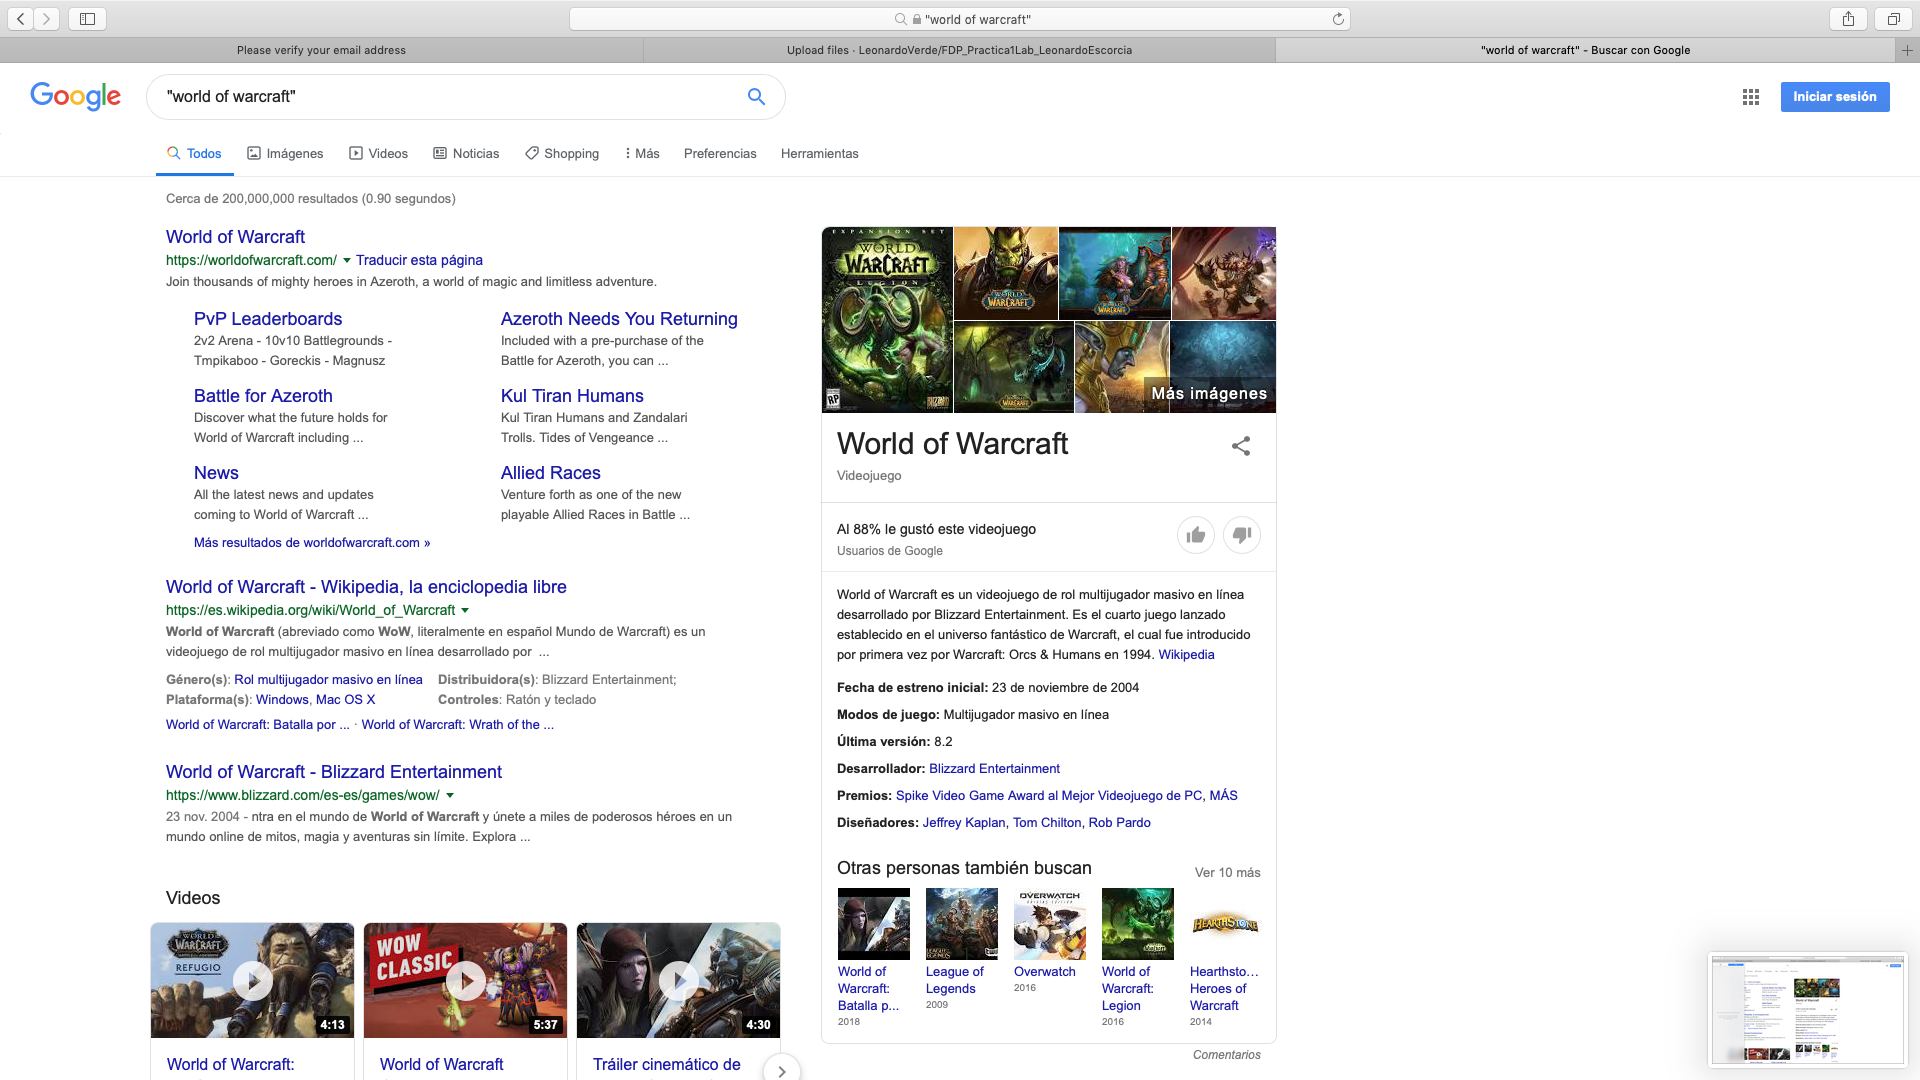 "world of warcraft"
Please verify your email address
Upload files · LeonardoVerde/FDP_Practica1Lab_LeonardoEscorcia
"world of warcraft" - Buscar con Google
Google
"world of warcraft"
Iniciar sesión
Todos
Imágenes
Videos
Noticias
Shopping
Más
Preferencias
Herramientas
Cerca de 200,000,000 resultados (0.90 segundos)
World of Warcraft
https://worldofwarcraft.com/ Traducir esta página
Join thousands of mighty heroes in Azeroth, a world of magic and limitless adventure.
PvP Leaderboards
2v2 Arena - 10v10 Battlegrounds -
Tmpikaboo - Goreckis - Magnusz
Azeroth Needs You Returning
Included with a pre-purchase of the
Battle for Azeroth, you can ...
Battle for Azeroth
Discover what the future holds for
World of Warcraft including ...
Kul Tiran Humans
Kul Tiran Humans and Zandalari
Trolls. Tides of Vengeance ...
News
All the latest news and updates
coming to World of Warcraft ...
Allied Races
Venture forth as one of the new
playable Allied Races in Battle ...
Más resultados de worldofwarcraft.com »
World of Warcraft - Wikipedia, la enciclopedia libre
https://es.wikipedia.org/wiki/World_of_Warcraft
World of Warcraft (abreviado como WoW, literalmente en español Mundo de Warcraft) es un
videojuego de rol multijugador masivo en línea desarrollado por ...
Género(s): Rol multijugador masivo en línea
Distribuidora(s): Blizzard Entertainment;
Plataforma(s): Windows, Mac OS X
Controles: Ratón y teclado
World of Warcraft: Batalla por ... · World of Warcraft: Wrath of the ...
World of Warcraft - Blizzard Entertainment
https://www.blizzard.com/es-es/games/wow/
23 nov. 2004 - ntra en el mundo de World of Warcraft y únete a miles de poderosos héroes en un
mundo online de mitos, magia y aventuras sin límite. Explora ...
Videos
WORLD WARCRAFT
REFUGIO
4:13
World of Warcraft:
WOW
CLASSIC
5:37
World of Warcraft
4:30
Tráiler cinemático de
EXPANSION SET
WORLD
WARCRAFT
LEGION
RP
BLIZZARD
WORLD
WARCRAFT
WARCRAFT
WARCRAFT
Más imágenes
World of Warcraft
Videojuego
Al 88% le gustó este videojuego
Usuarios de Google
World of Warcraft es un videojuego de rol multijugador masivo en línea
desarrollado por Blizzard Entertainment. Es el cuarto juego lanzado
establecido en el universo fantástico de Warcraft, el cual fue introducido
por primera vez por Warcraft: Orcs & Humans en 1994. Wikipedia
Fecha de estreno inicial: 23 de noviembre de 2004
Modos de juego: Multijugador masivo en línea
Última versión: 8.2
Desarrollador: Blizzard Entertainment
Premios: Spike Video Game Award al Mejor Videojuego de PC, MÁS
Diseñadores: Jeffrey Kaplan, Tom Chilton, Rob Pardo
Otras personas también buscan
Ver 10 más
World of
Warcraft:
Batalla p...
2018
LEAGUE LEGENDS
League of
Legends
2009
OVERWATCH
Overwatch
2016
World of
Warcraft:
Legion
2016
HEARTHSTONE
Hearthsto...
Heroes of
Warcraft
2014
Comentarios